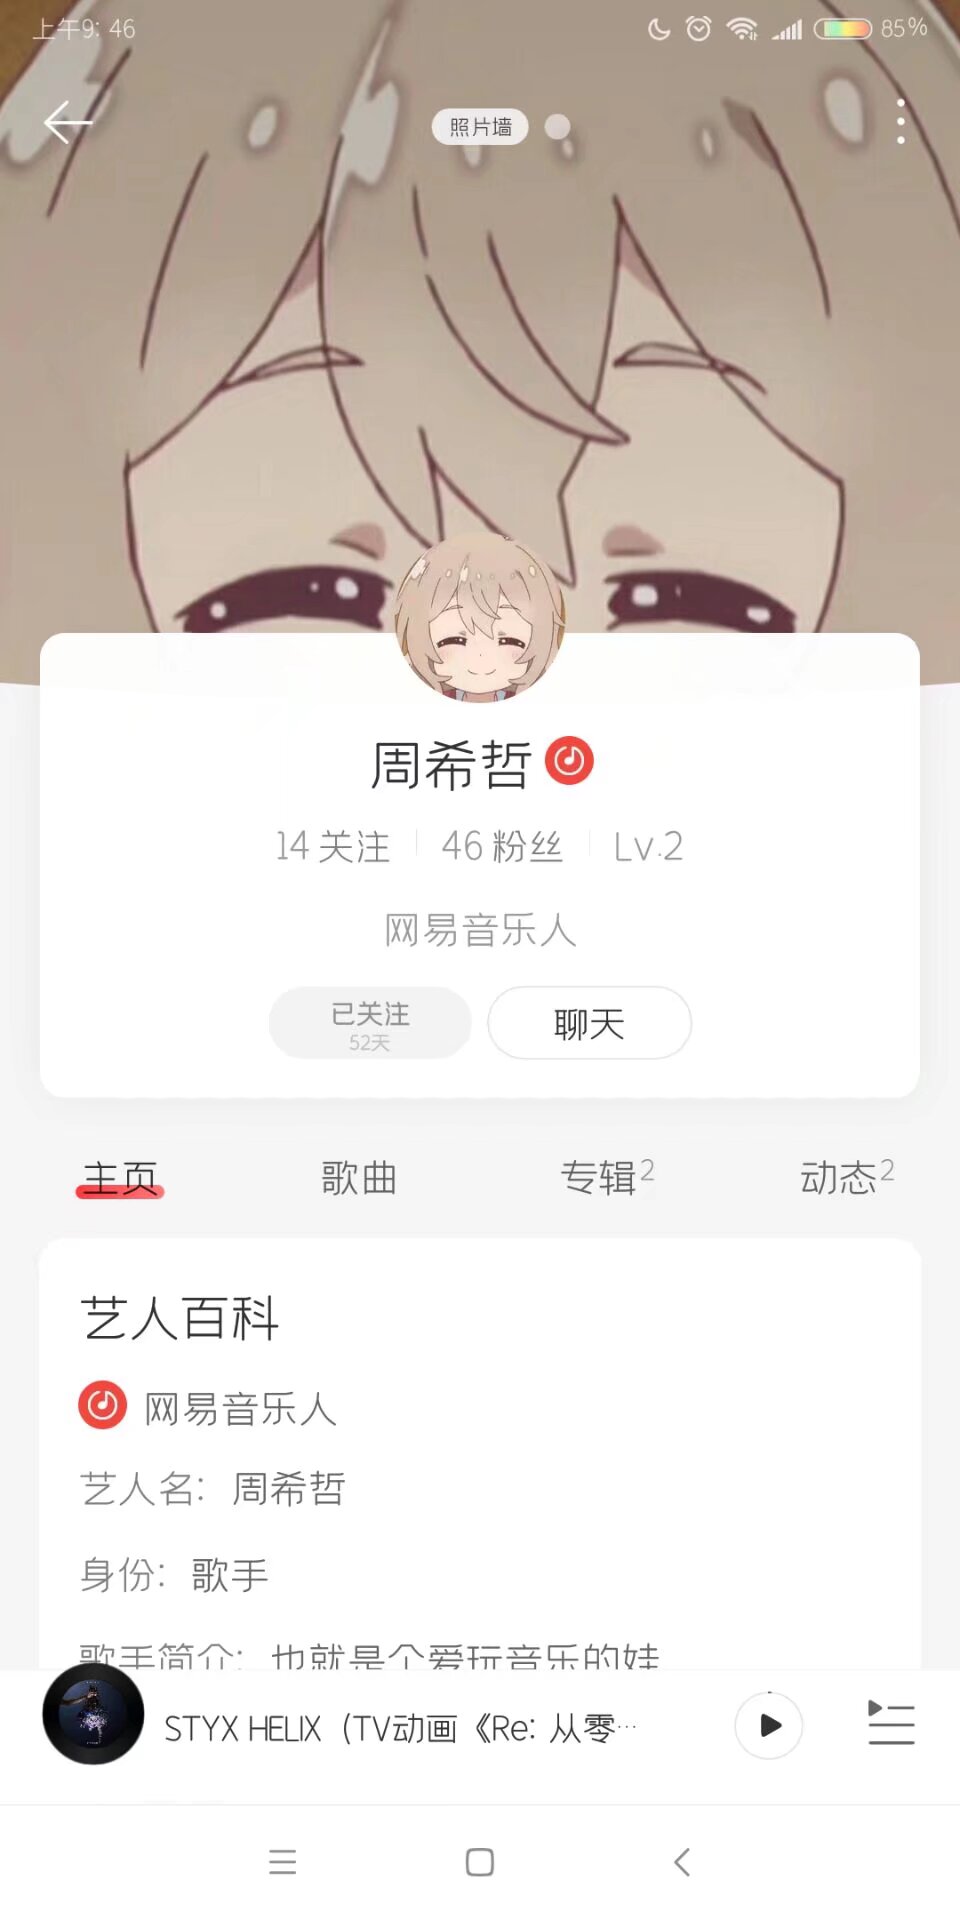 上午9: 46
85%
照片墙
周希哲
14 关注 46 粉丝 Lv.2
网易音乐人
已关注
52天
聊天
主页 歌曲 专辑2 动态2
艺人百科
网易音乐人
艺人名: 周希哲
身份: 歌手
歌手简介: 也就是个爱玩音乐的娃
STYX HELIX (TV动画《Re: 从零…